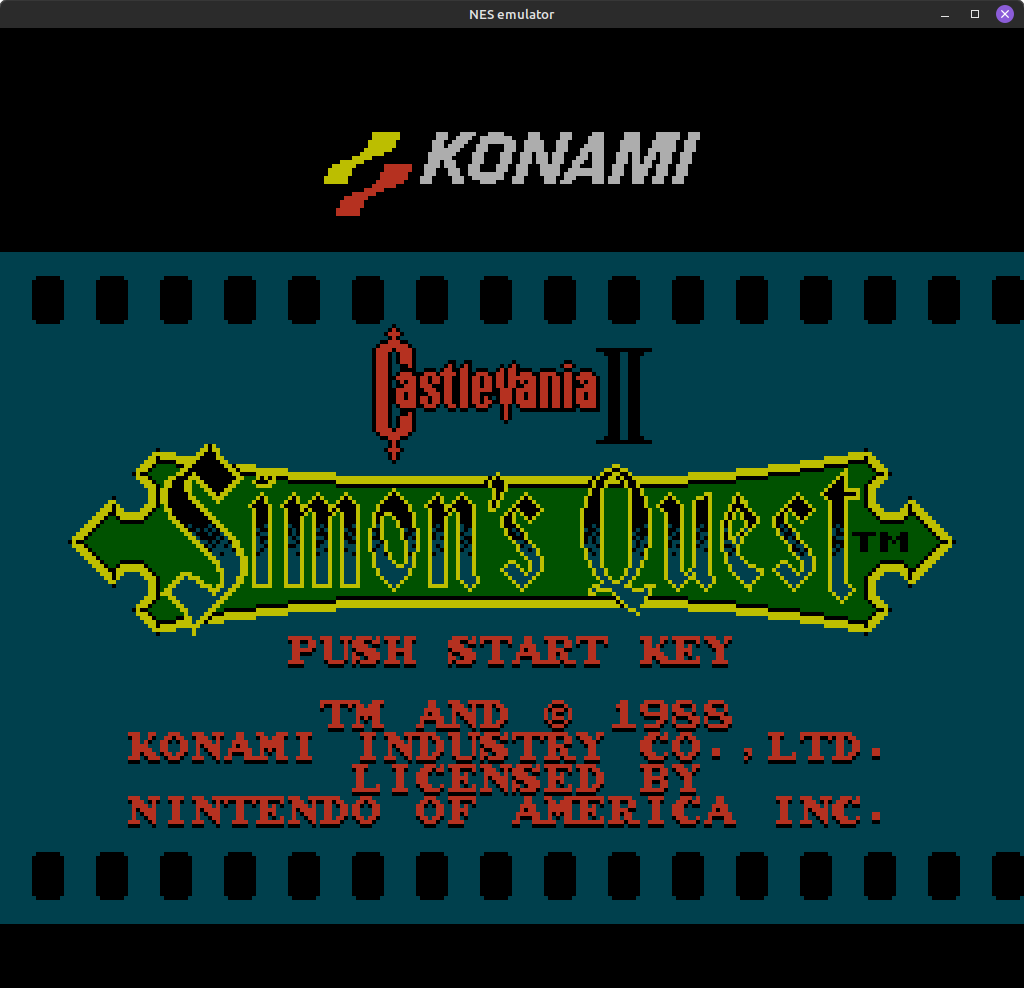 NES emulator
KONAMI
Castlevania II
Simon's Quest TM
PUSH START KEY
TM AND © 1988
KONAMI INDUSTRY CO.,LTD.
LICENSED BY
NINTENDO OF AMERICA INC.